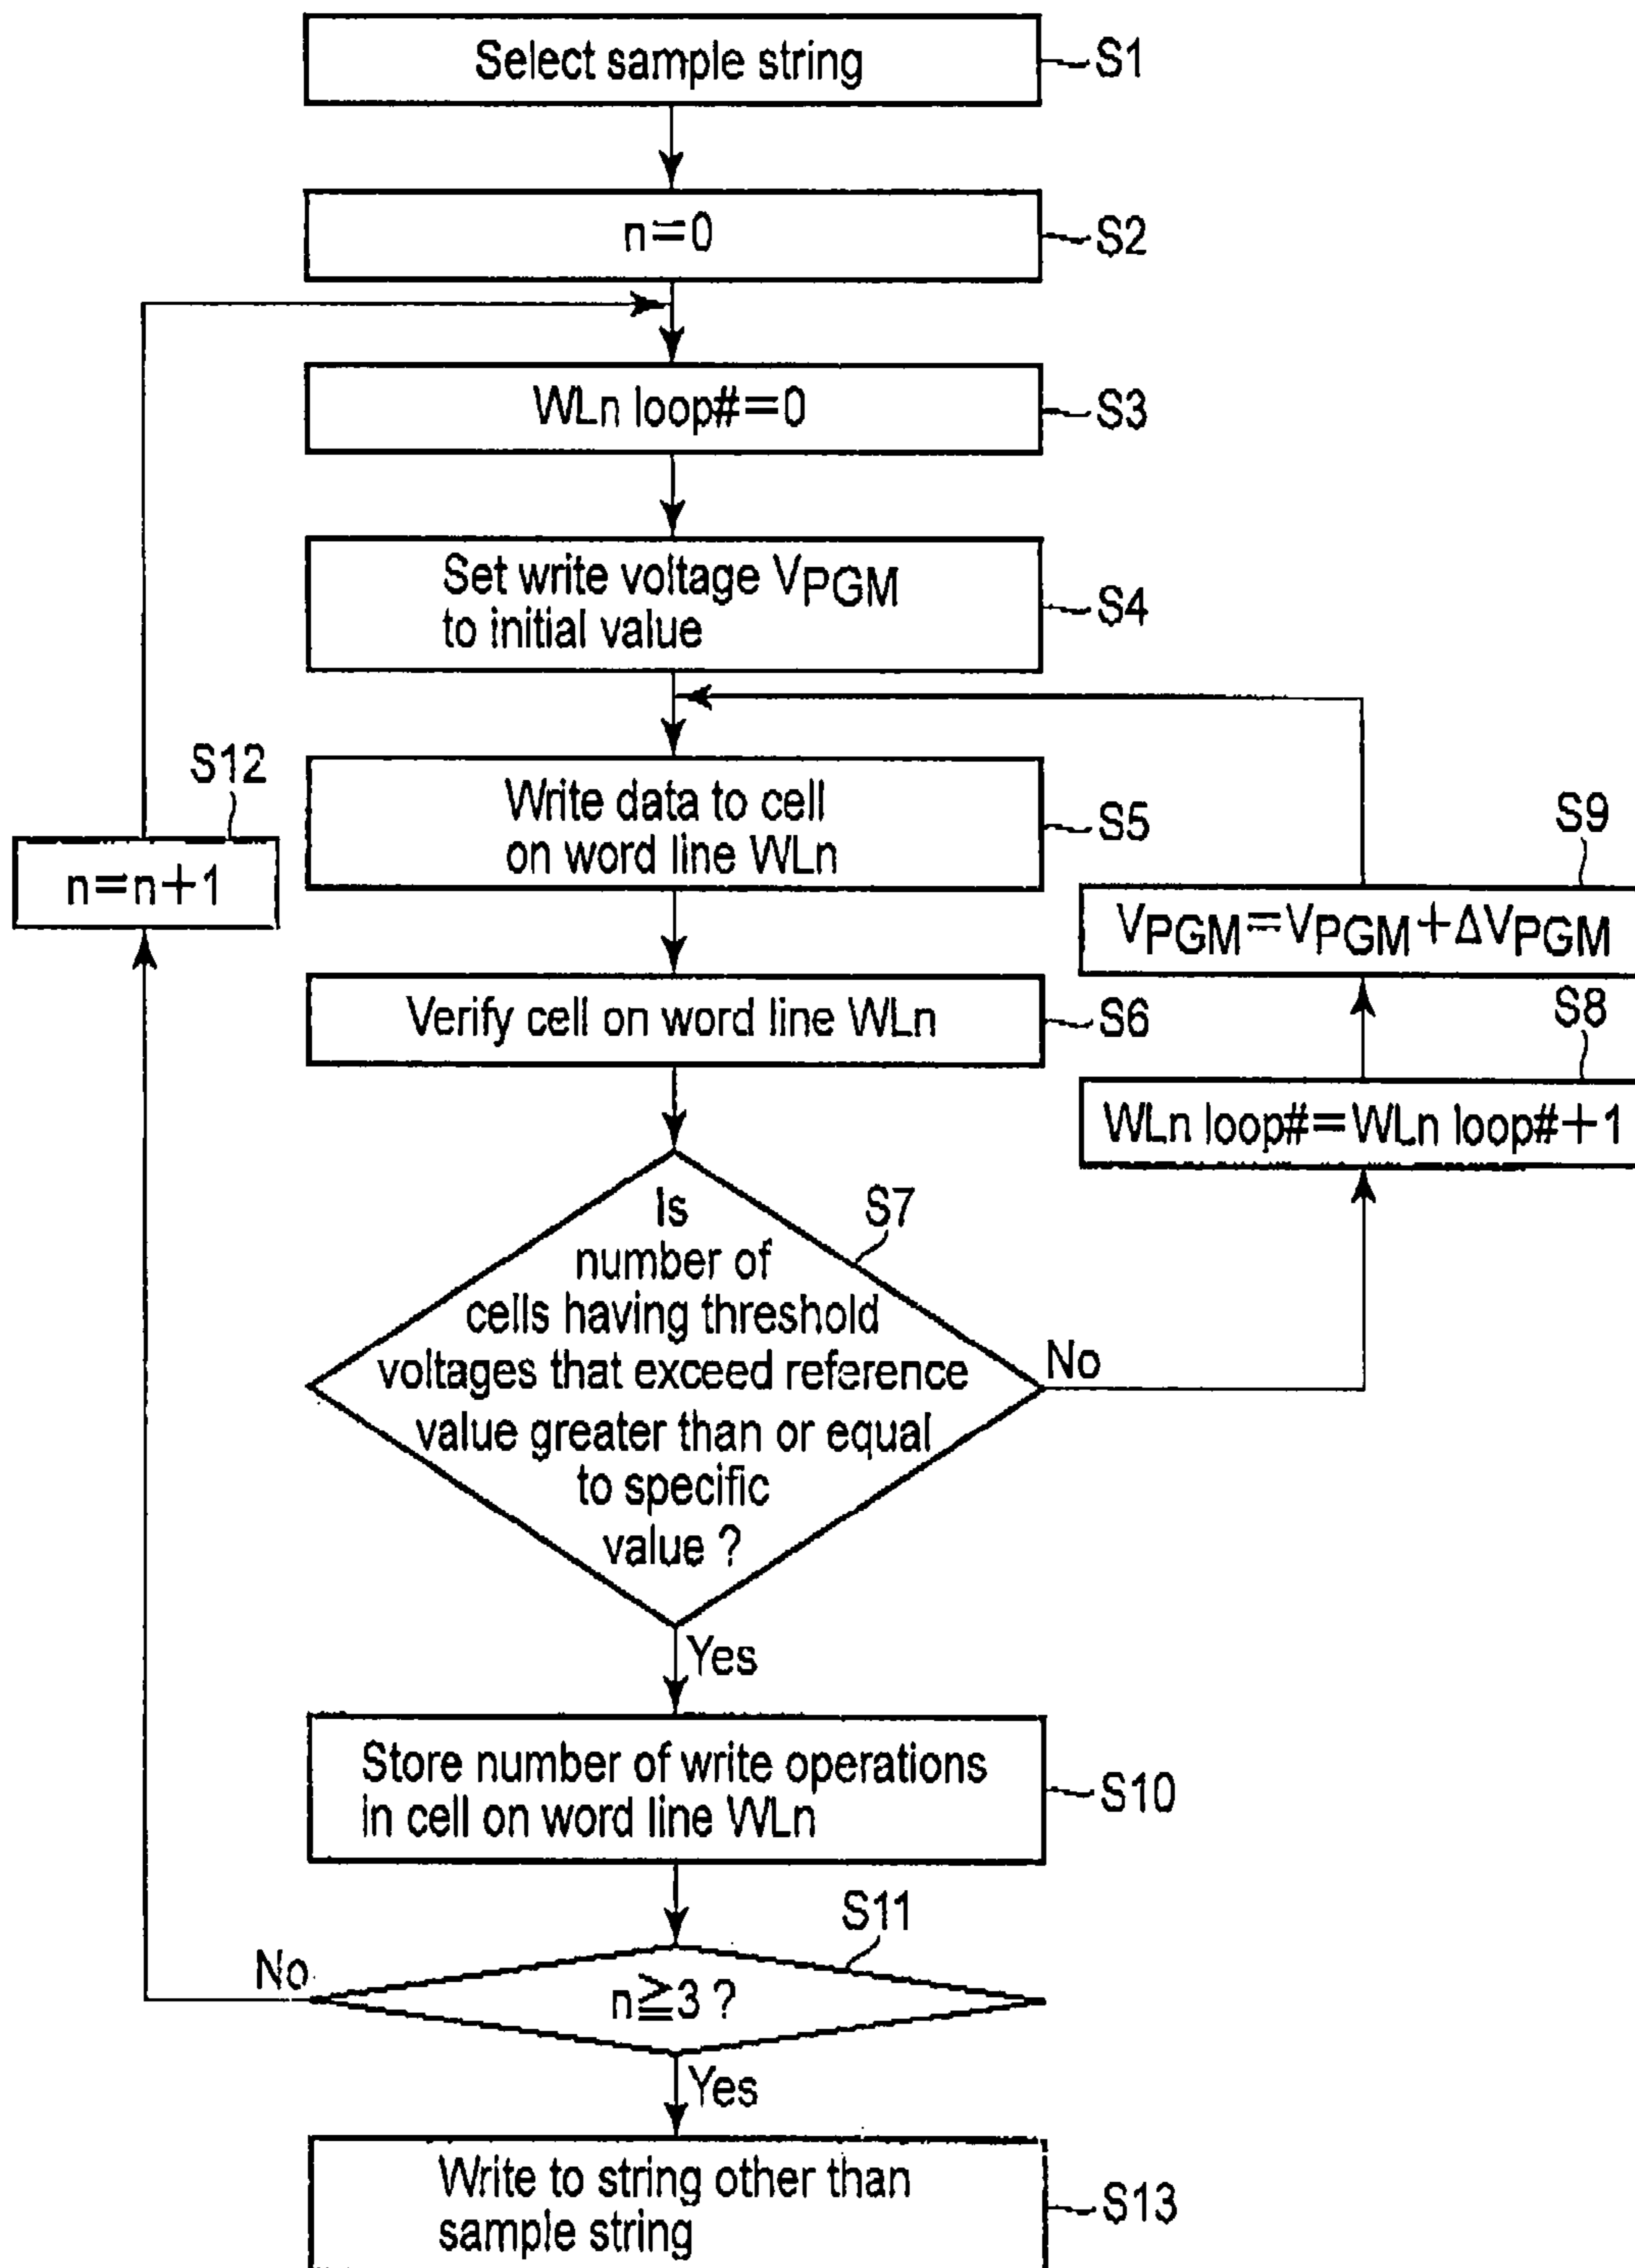 Select sample string
S1
n=0
S2
WLn loop#=0
S3
Set write voltage VPGM
to initial value
S4
S12
n=n+1
Write data to cell
on word line WLn
S5
S9
VPGM=VPGM+ΔVPGM
Verify cell on word line WLn
S6
S8
WLn loop#=WLn loop#+1
S7
Is
number of
cells having threshold
voltages that exceed reference
value greater than or equal
to specific
value ?
No
Yes
Store number of write operations
in cell on word line WLn
S10
S11
No
n≧3 ?
Yes
Write to string other than
sample string
S13